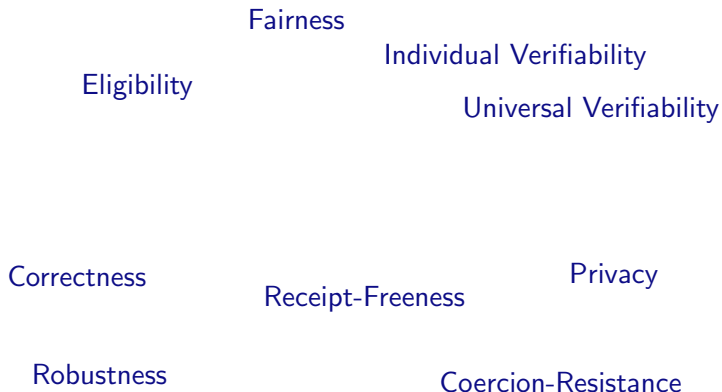 Fairness
Individual Verifiability
Eligibility
Universal Verifiability
Correctness
Privacy
Receipt-Freeness
Robustness
Coercion-Resistance